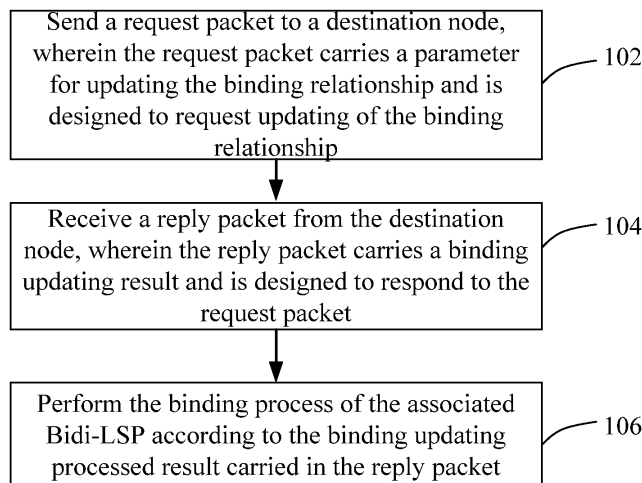 Send a request packet to a destination node,
wherein the request packet carries a parameter
for updating the binding relationship and is
designed to request updating of the binding
relationship
102
Receive a reply packet from the destination
node, wherein the reply packet carries a binding
updating result and is designed to respond to the
request packet
104
Perform the binding process of the associated
Bidi-LSP according to the binding updating
processed result carried in the reply packet
106